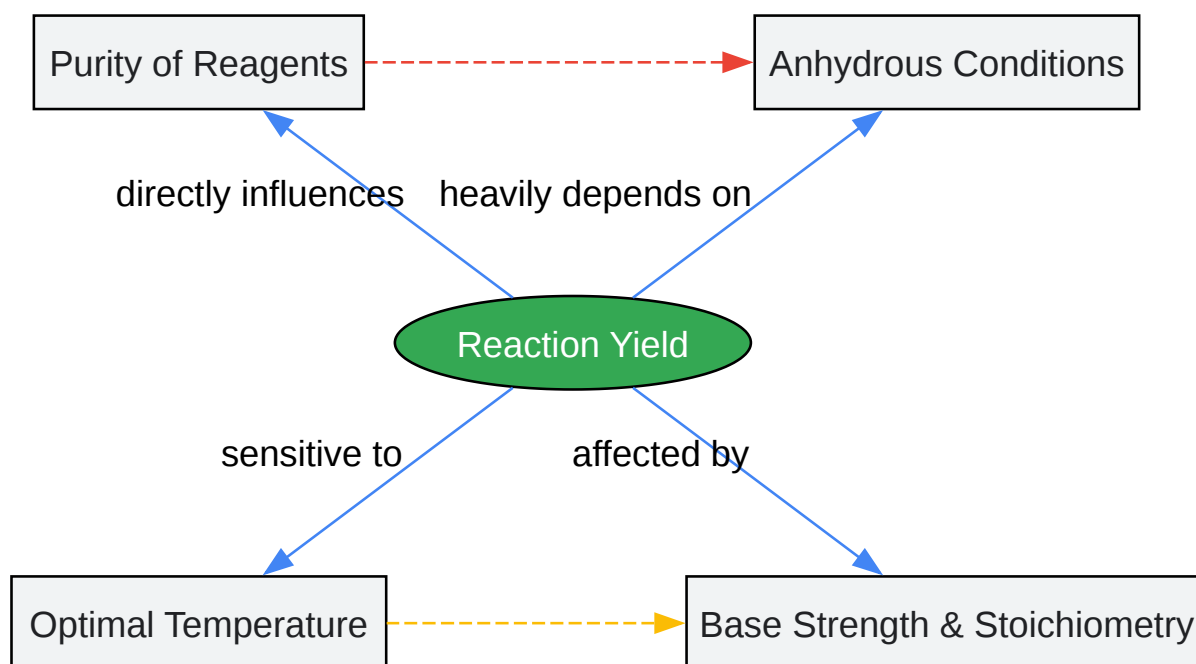 Purity of Reagents
Anhydrous Conditions
directly influences
heavily depends on
Reaction Yield
sensitive to
affected by
Optimal Temperature
Base Strength & Stoichiometry